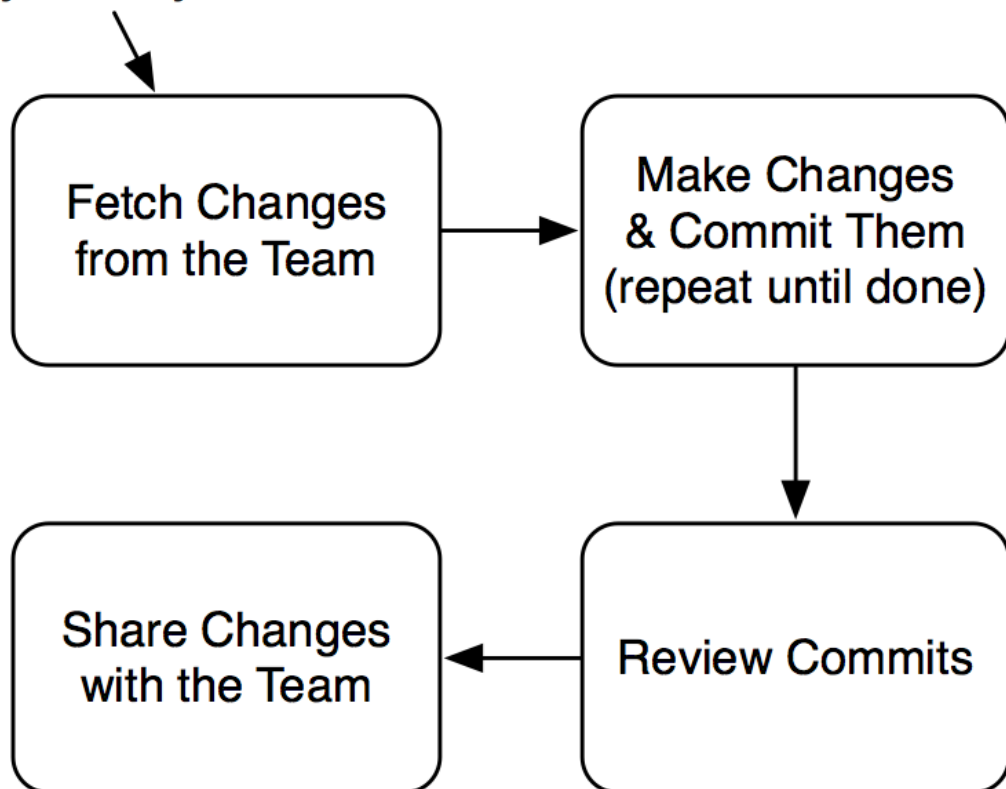 Fetch Changes
from the Team
Make Changes
& Commit Them
(repeat until done)
Share Changes
with the Team
Review Commits